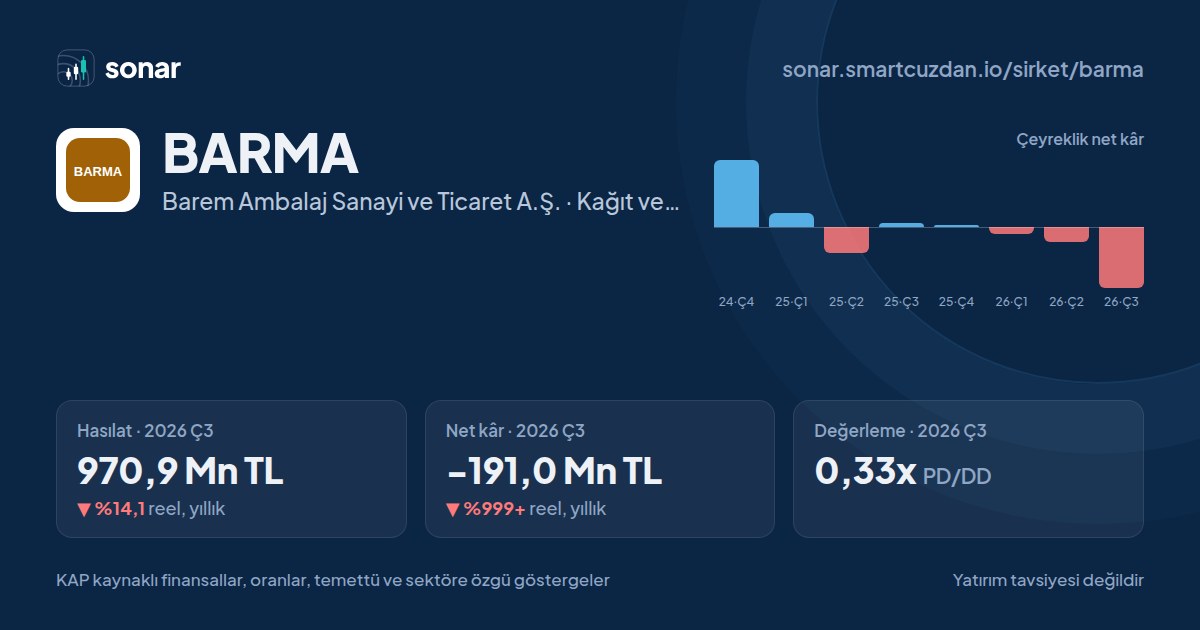 sonar
sonar.smartcuzdan.io/sirket/barma
BARMA
BARMA
Barem Ambalaj Sanayi ve Ticaret A.Ş. · Kağıt ve…
Çeyreklik net kâr
24·Ç4 25·Ç1 25·Ç2 25·Ç3 25·Ç4 26·Ç1 26·Ç2 26·Ç3
Hasılat · 2026 Ç3
970,9 Mn TL
▼ %14,1 reel, yıllık
Net kâr · 2026 Ç3
−191,0 Mn TL
▼ %999+ reel, yıllık
Değerleme · 2026 Ç3
0,33x PD/DD
KAP kaynaklı finansallar, oranlar, temettü ve sektöre özgü göstergeler
Yatırım tavsiyesi değildir